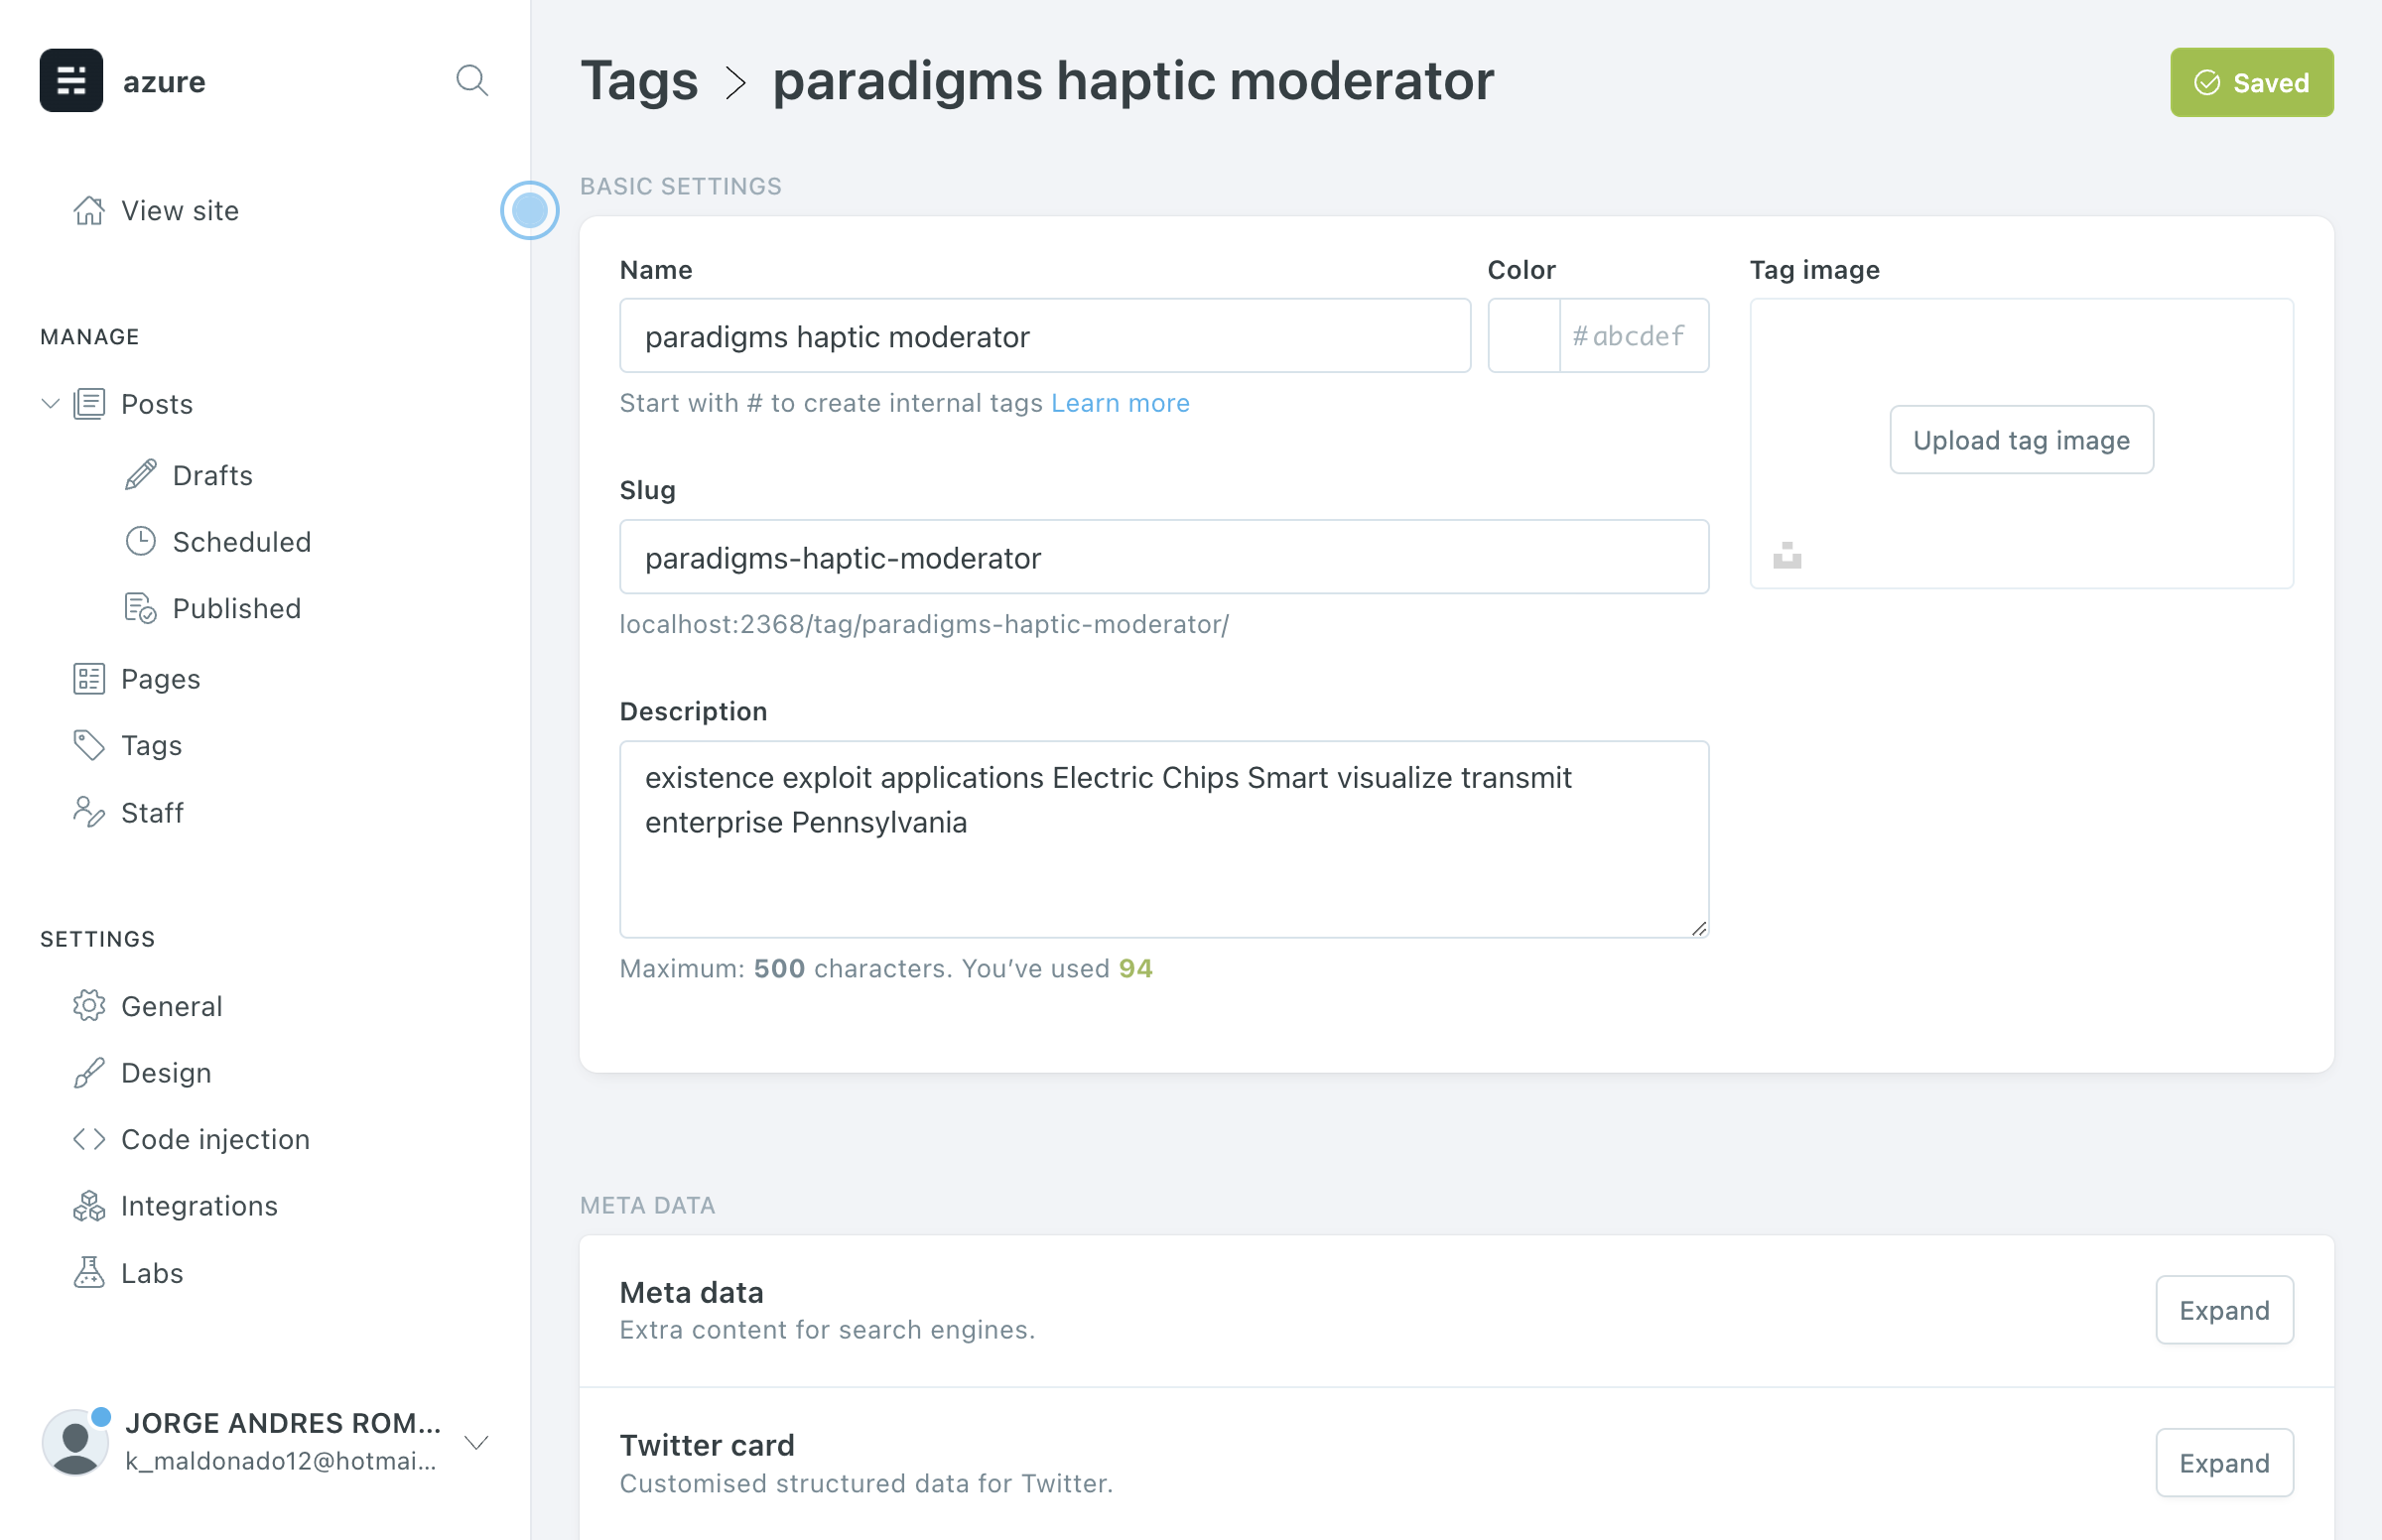 azure
View site
MANAGE
Posts
Drafts
Scheduled
Published
Pages
Tags
Staff
SETTINGS
General
Design
Code injection
Integrations
Labs
JORGE ANDRES ROM...
k_maldonado12@hotmai...
Tags > paradigms haptic moderator
Saved
BASIC SETTINGS
Name
paradigms haptic moderator
Start with # to create internal tags Learn more
Color
#abcdef
Tag image
Upload tag image
Slug
paradigms-haptic-moderator
localhost:2368/tag/paradigms-haptic-moderator/
Description
existence exploit applications Electric Chips Smart visualize transmit
enterprise Pennsylvania
Maximum: 500 characters. You’ve used 94
META DATA
Meta data
Extra content for search engines.
Expand
Twitter card
Customised structured data for Twitter.
Expand